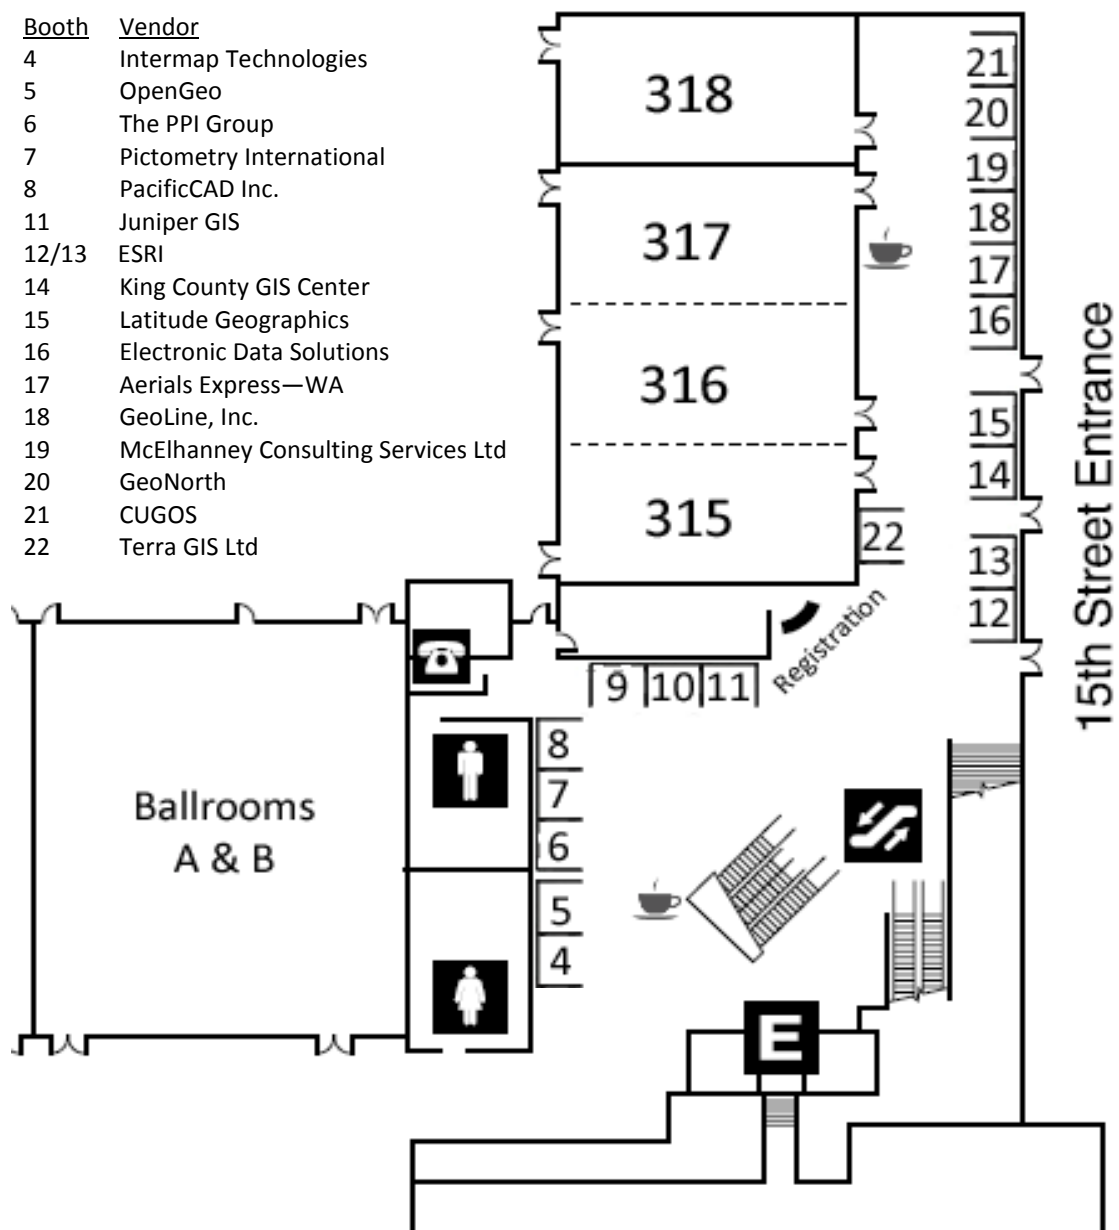 Booth Vendor
4 Intermap Technologies
5 OpenGeo
6 The PPI Group
7 Pictometry International
8 PacificCAD Inc.
11 Juniper GIS
12/13 ESRI
14 King County GIS Center
15 Latitude Geographics
16 Electronic Data Solutions
17 Aerials Express—WA
18 GeoLine, Inc.
19 McElhanney Consulting Services Ltd
20 GeoNorth
21 CUGOS
22 Terra GIS Ltd
318
317
316
315
21
20
19
18
17
16
15
14
13
12
22
15th Street Entrance
Registration
9 10 11
8
7
6
5
4
Ballrooms
A & B
E